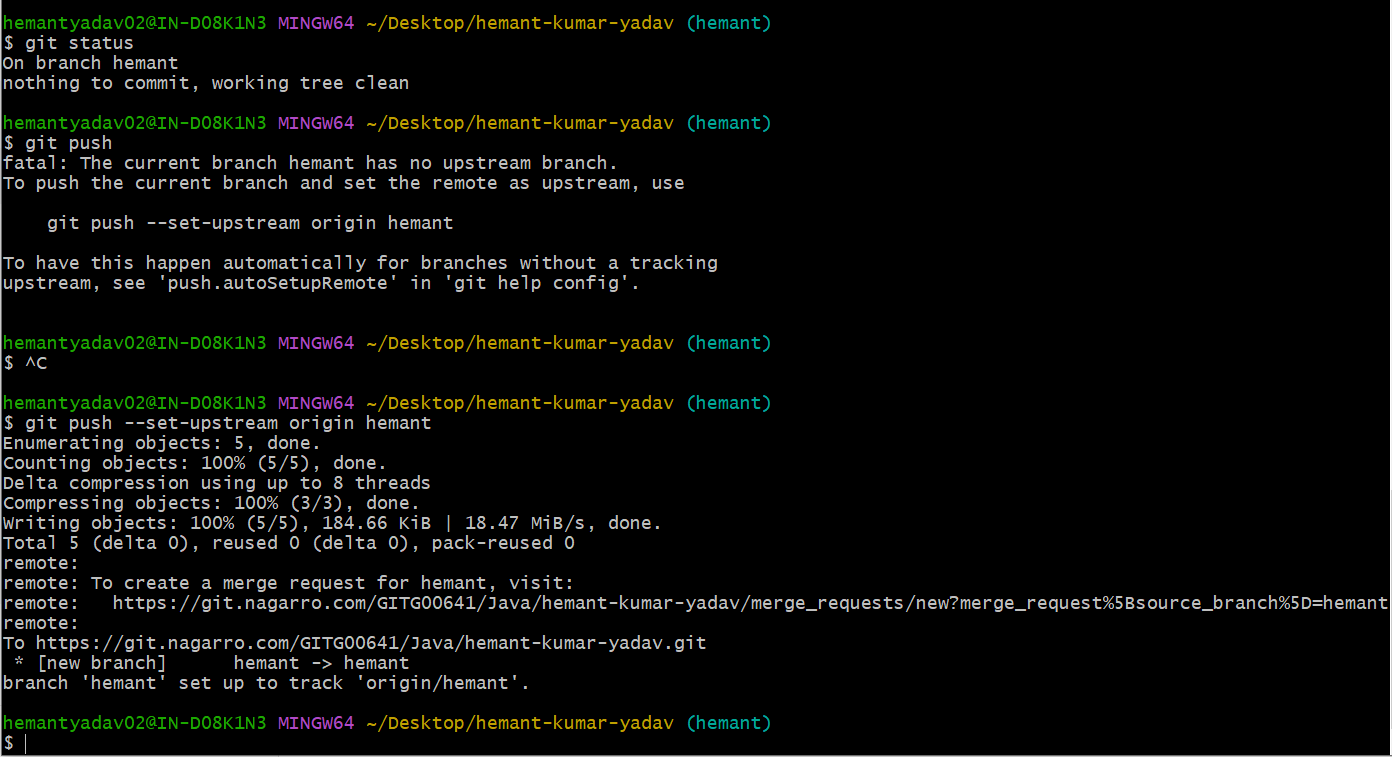 hemantyadav02@IN-D08K1N3 MINGW64 ~/Desktop/hemant-kumar-yadav (hemant)
$ git status
On branch hemant
nothing to commit, working tree clean
hemantyadav02@IN-D08K1N3 MINGW64 ~/Desktop/hemant-kumar-yadav (hemant)
$ git push
fatal: The current branch hemant has no upstream branch.
To push the current branch and set the remote as upstream, use
    git push --set-upstream origin hemant
To have this happen automatically for branches without a tracking
upstream, see 'push.autoSetupRemote' in 'git help config'.
hemantyadav02@IN-D08K1N3 MINGW64 ~/Desktop/hemant-kumar-yadav (hemant)
$ ^C
hemantyadav02@IN-D08K1N3 MINGW64 ~/Desktop/hemant-kumar-yadav (hemant)
$ git push --set-upstream origin hemant
Enumerating objects: 5, done.
Counting objects: 100% (5/5), done.
Delta compression using up to 8 threads
Compressing objects: 100% (3/3), done.
Writing objects: 100% (5/5), 184.66 KiB | 18.47 MiB/s, done.
Total 5 (delta 0), reused 0 (delta 0), pack-reused 0
remote:
remote: To create a merge request for hemant, visit:
remote:   https://git.nagarro.com/GITG00641/Java/hemant-kumar-yadav/merge_requests/new?merge_request%5Bsource_branch%5D=hemant
remote:
To https://git.nagarro.com/GITG00641/Java/hemant-kumar-yadav.git
 * [new branch]      hemant -> hemant
branch 'hemant' set up to track 'origin/hemant'.
hemantyadav02@IN-D08K1N3 MINGW64 ~/Desktop/hemant-kumar-yadav (hemant)
$